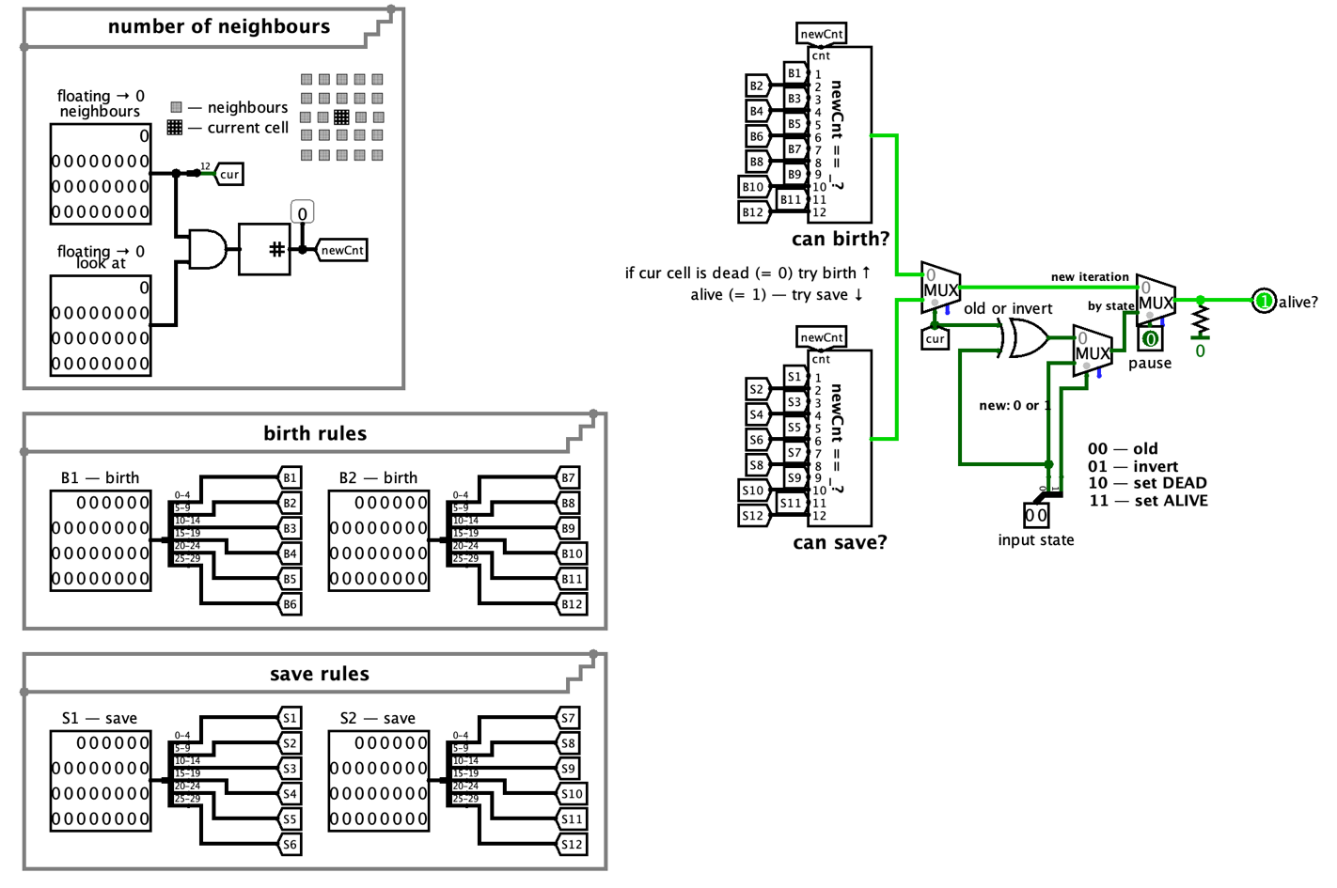 number of neighbours
floating → 0
neighbours
0
00000000
00000000
00000000
— neighbours
— current cell
12
cur
floating → 0
look at
0
00000000
00000000
00000000
#
0
newCnt
birth rules
B1 — birth
000000
00000000
00000000
00000000
0-4
5-9
10-14
15-19
20-24
25-29
B1
B2
B3
B4
B5
B6
B2 — birth
000000
00000000
00000000
00000000
0-4
5-9
10-14
15-19
20-24
25-29
B7
B8
B9
B10
B11
B12
save rules
S1 — save
000000
00000000
00000000
00000000
0-4
5-9
10-14
15-19
20-24
25-29
S1
S2
S3
S4
S5
S6
S2 — save
000000
00000000
00000000
00000000
0-4
5-9
10-14
15-19
20-24
25-29
S7
S8
S9
S10
S11
S12
newCnt
cnt
B1 1
B2 2
B3 3
B4 4
B5 5
B6 6
B7 7
B8 8
B9 9
B10 10
B11 11
B12 12
newCnt == _?
can birth?
if cur cell is dead (= 0) try birth ↑
alive (= 1) — try save ↓
newCnt
cnt
S1 1
S2 2
S3 3
S4 4
S5 5
S6 6
S7 7
S8 8
S9 9
S10 10
S11 11
S12 12
newCnt == _?
can save?
0
MUX
cur
new iteration
old or invert
by state
0
MUX
0
pause
0
MUX
new: 0 or 1
1
alive?
0
0
1
00
input state
00 — old
01 — invert
10 — set DEAD
11 — set ALIVE